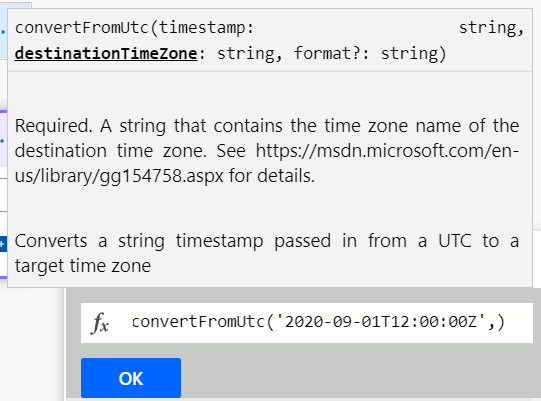 convertFromUtc(timestamp: string,
destinationTimeZone: string, format?: string)
Required. A string that contains the time zone name of the
destination time zone. See https://msdn.microsoft.com/en-
us/library/gg154758.aspx for details.
Converts a string timestamp passed in from a UTC to a
target time zone
fx convertFromUtc('2020-09-01T12:00:00Z',)
OK